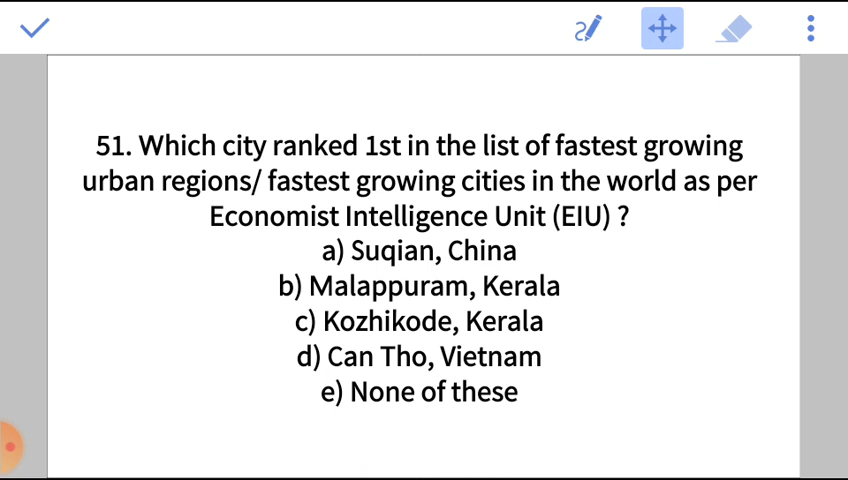 51. Which city ranked 1st in the list of fastest growing
urban regions/ fastest growing cities in the world as per
Economist Intelligence Unit (EIU) ?
a) Suqian, China
b) Malappuram, Kerala
c) Kozhikode, Kerala
d) Can Tho, Vietnam
e) None of these